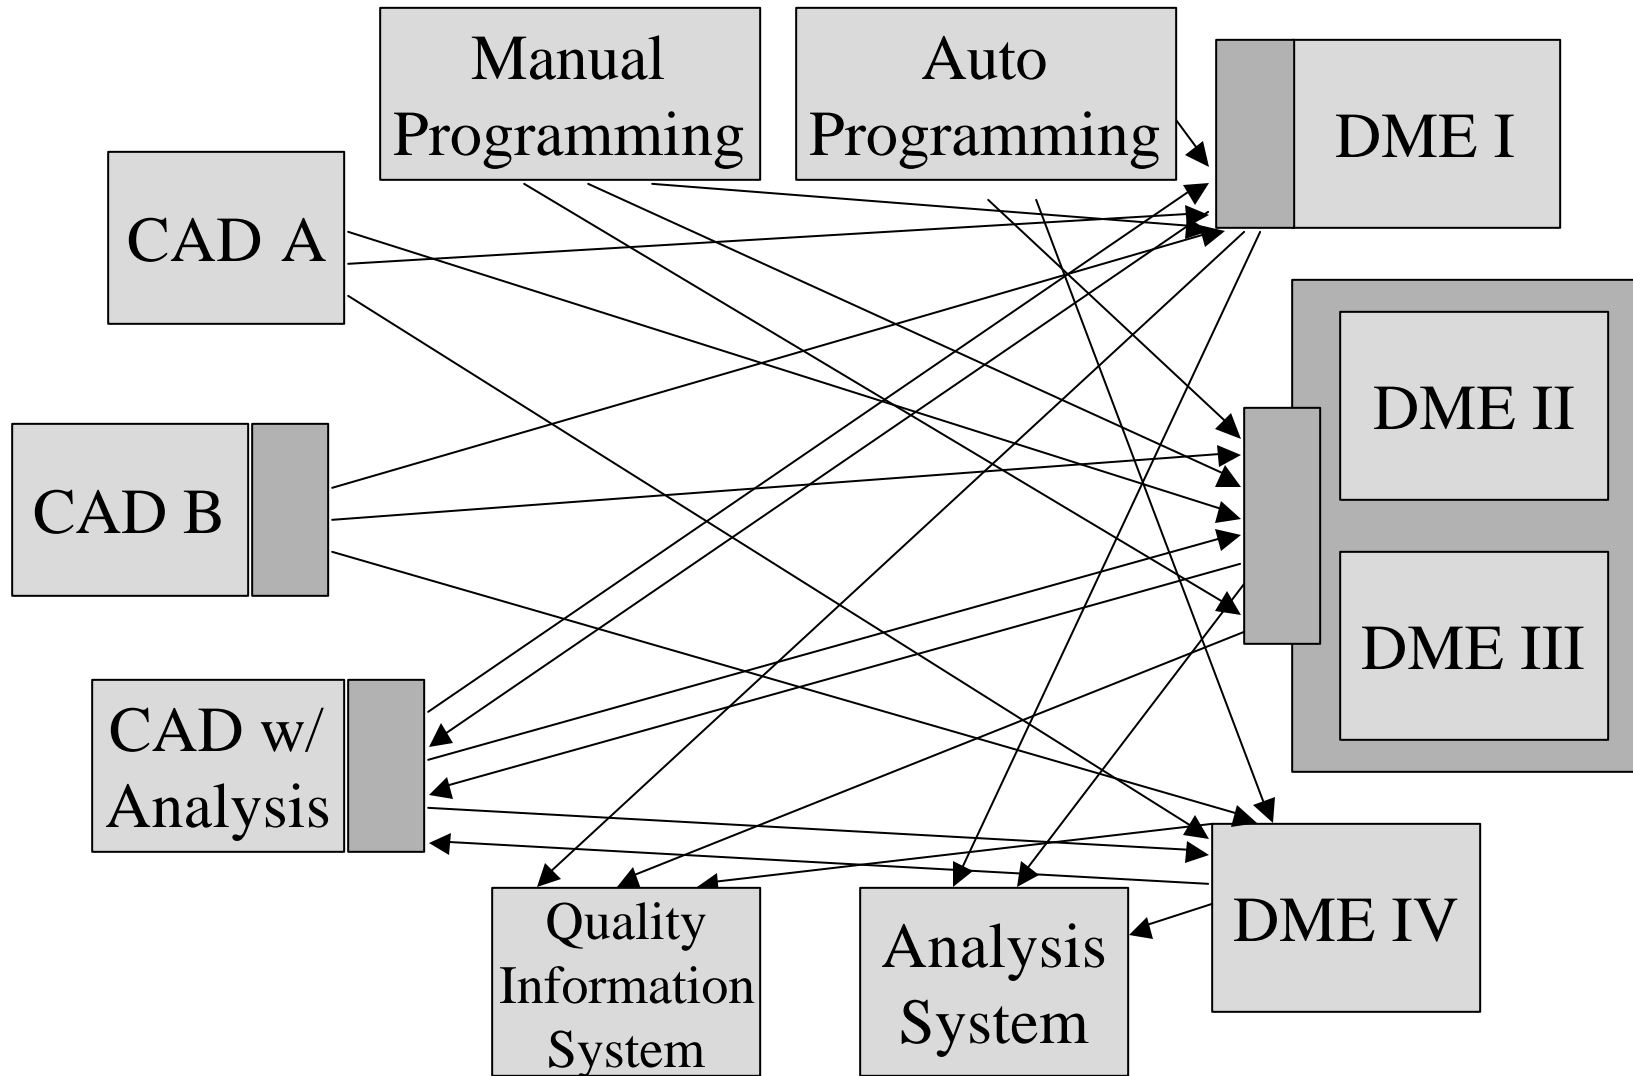 Manual
Programming
Auto
Programming
DME I
CAD A
DME II
CAD B
DME III
CAD w/
Analysis
Quality
Information
System
Analysis
System
DME IV